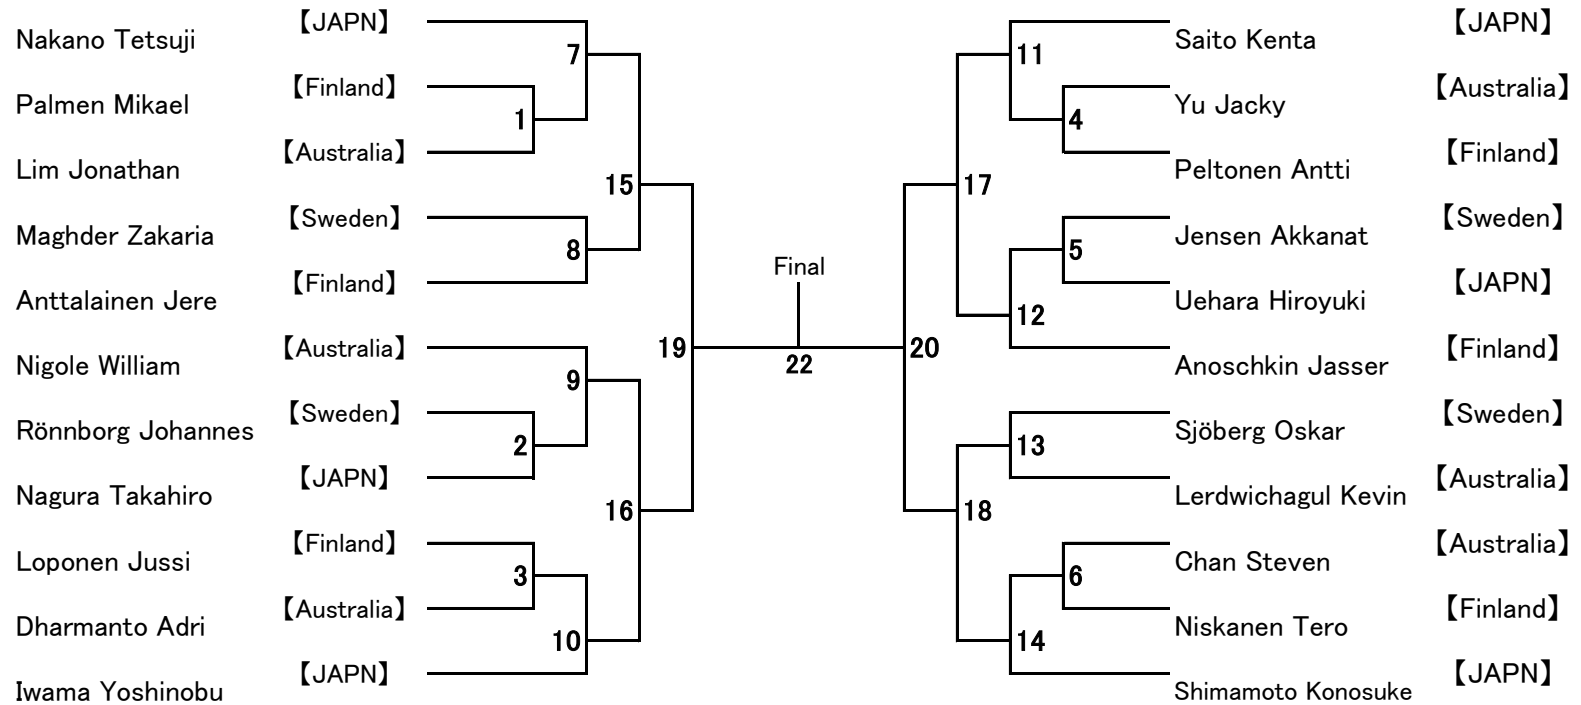 Nakano Tetsuji 【JAPN】
Palmen Mikael 【Finland】
Lim Jonathan 【Australia】
Maghder Zakaria 【Sweden】
Anttalainen Jere 【Finland】
Nigole William 【Australia】
Rönnborg Johannes 【Sweden】
Nagura Takahiro 【JAPN】
Loponen Jussi 【Finland】
Dharmanto Adri 【Australia】
Iwama Yoshinobu 【JAPN】
1
2
3
7
8
9
10
15
16
19
Final
22
20
17
18
11
12
13
14
4
5
6
Saito Kenta 【JAPN】
Yu Jacky 【Australia】
Peltonen Antti 【Finland】
Jensen Akkanat 【Sweden】
Uehara Hiroyuki 【JAPN】
Anoschkin Jasser 【Finland】
Sjöberg Oskar 【Sweden】
Lerdwichagul Kevin 【Australia】
Chan Steven 【Australia】
Niskanen Tero 【Finland】
Shimamoto Konosuke 【JAPN】